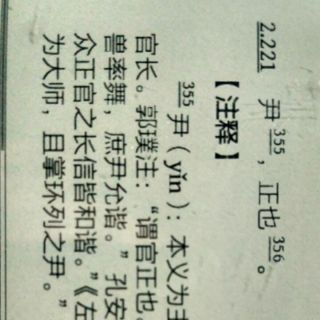 2.221 尹355，正也356。
【注释】
355尹（yǐn）：本义为主
官长。郭璞注：“谓官正也。
兽率舞，庶尹允谐。”孔安
众正官之长信皆和谐。”《左
为大师，且掌环列之尹。”